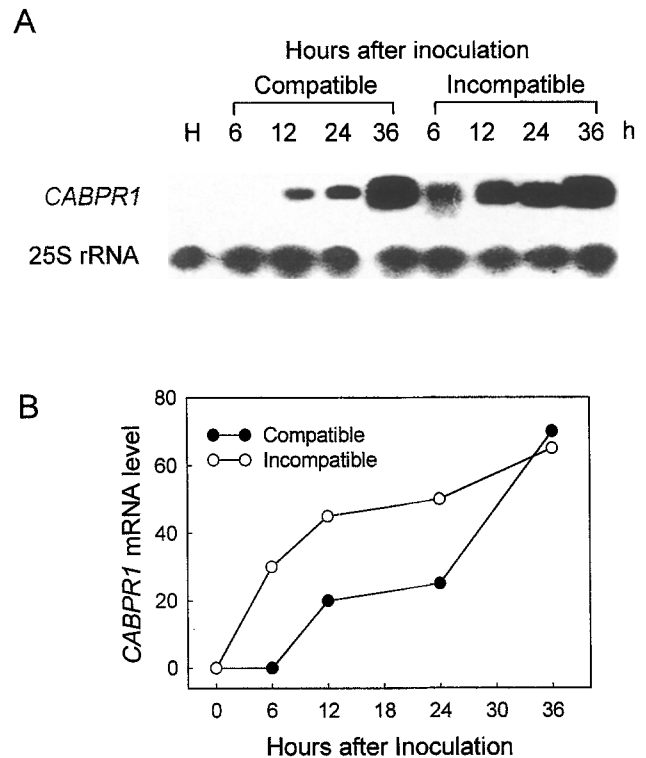 A
Hours after inoculation
Compatible Incompatible
H 6 12 24 36 6 12 24 36 h
CABPR1
25S rRNA
B
80
60
40
20
0
CABPR1 mRNA level
Compatible
Incompatible
0 6 12 18 24 30 36
Hours after Inoculation